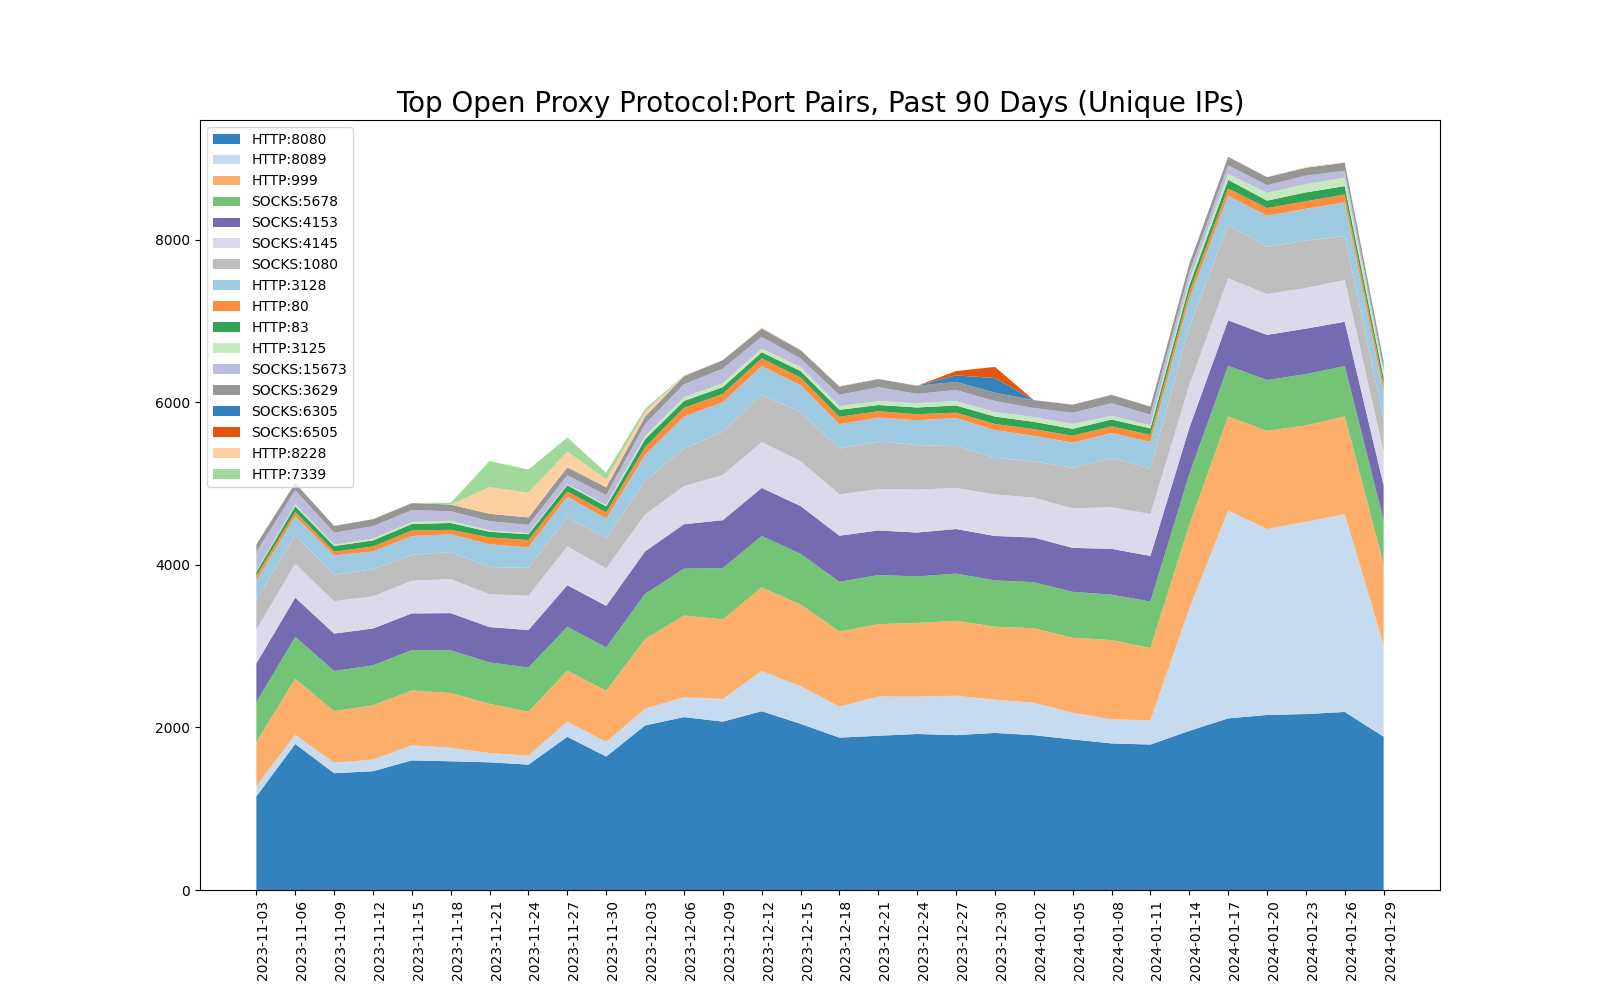 Top Open Proxy Protocol:Port Pairs, Past 90 Days (Unique IPs)
HTTP:8080
HTTP:8089
HTTP:999
SOCKS:5678
SOCKS:4153
SOCKS:4145
SOCKS:1080
HTTP:3128
HTTP:80
HTTP:83
HTTP:3125
SOCKS:15673
SOCKS:3629
SOCKS:6305
SOCKS:6505
HTTP:8228
HTTP:7339
8000
6000
4000
2000
0
2023-11-03
2023-11-06
2023-11-09
2023-11-12
2023-11-15
2023-11-18
2023-11-21
2023-11-24
2023-11-27
2023-11-30
2023-12-03
2023-12-06
2023-12-09
2023-12-12
2023-12-15
2023-12-18
2023-12-21
2023-12-24
2023-12-27
2023-12-30
2024-01-02
2024-01-05
2024-01-08
2024-01-11
2024-01-14
2024-01-17
2024-01-20
2024-01-23
2024-01-26
2024-01-29